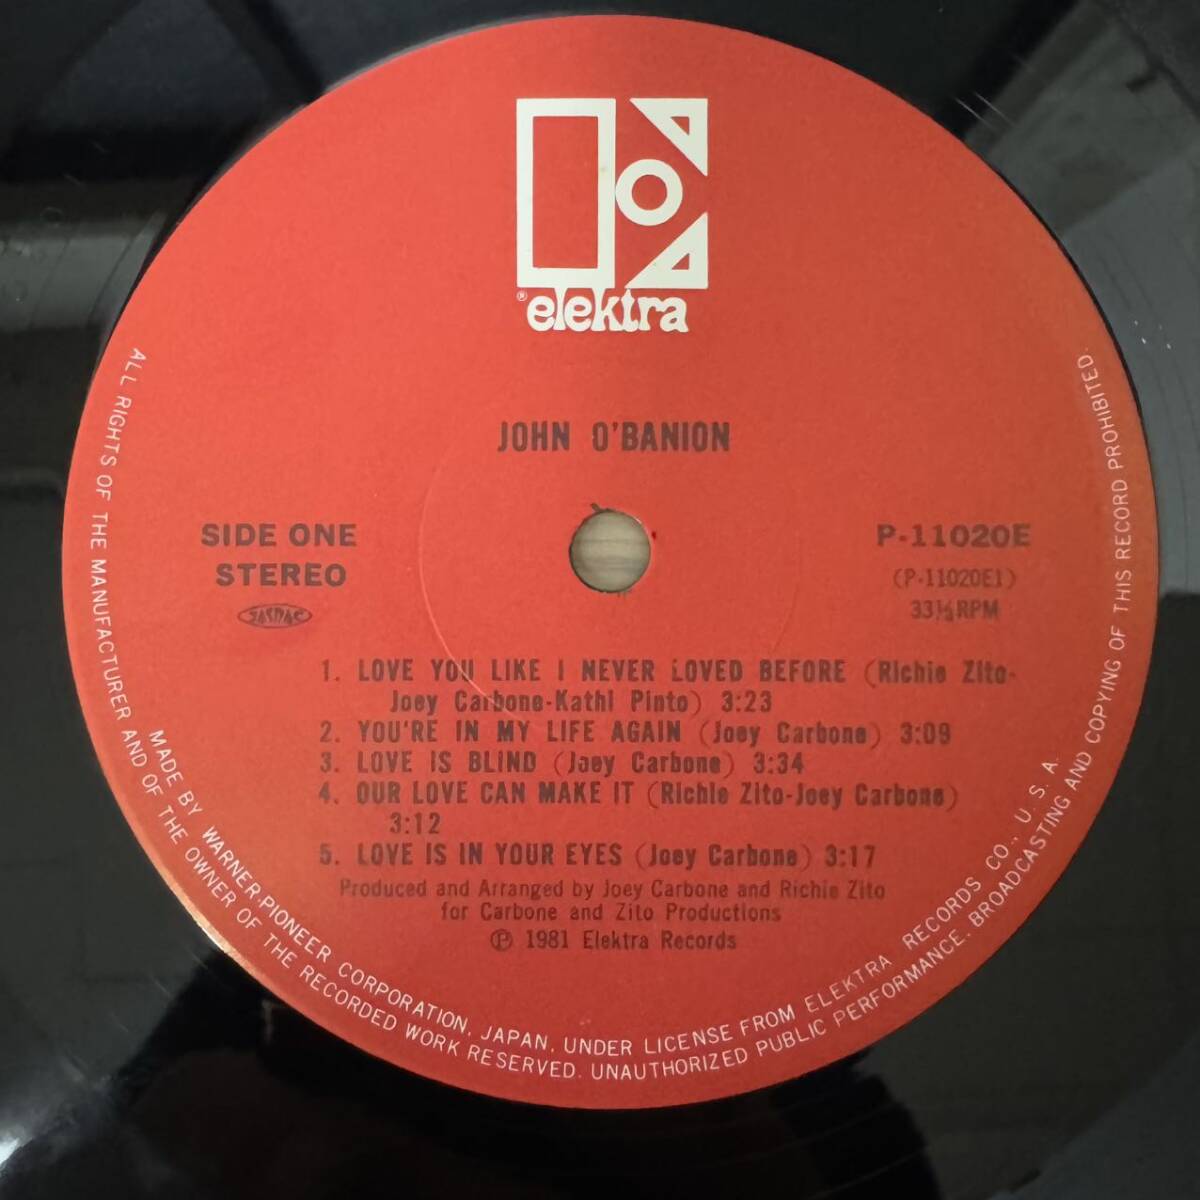 ® elektra
JOHN O'BANION
SIDE ONE
STEREO
JASRAC
P-11020E
(P-11020E1)
33⅓RPM
1. LOVE YOU LIKE I NEVER LOVED BEFORE (Richie Zito-
Joey Carbone-Kathi Pinto) 3:23
2. YOU'RE IN MY LIFE AGAIN (Joey Carbone) 3:09
3. LOVE IS BLIND (Joey Carbone) 3:34
4. OUR LOVE CAN MAKE IT (Richie Zito-Joey Carbone)
3:12
5. LOVE IS IN YOUR EYES (Joey Carbone) 3:17
Produced and Arranged by Joey Carbone and Richie Zito
for Carbone and Zito Productions
℗ 1981 Elektra Records
MADE BY WARNER-PIONEER CORPORATION, JAPAN, UNDER LICENSE FROM ELEKTRA RECORDS CO., U. S. A.
ALL RIGHTS OF THE MANUFACTURER AND OF THE OWNER OF THE RECORDED WORK RESERVED. UNAUTHORIZED PUBLIC PERFORMANCE, BROADCASTING AND COPYING OF THIS RECORD PROHIBITED.